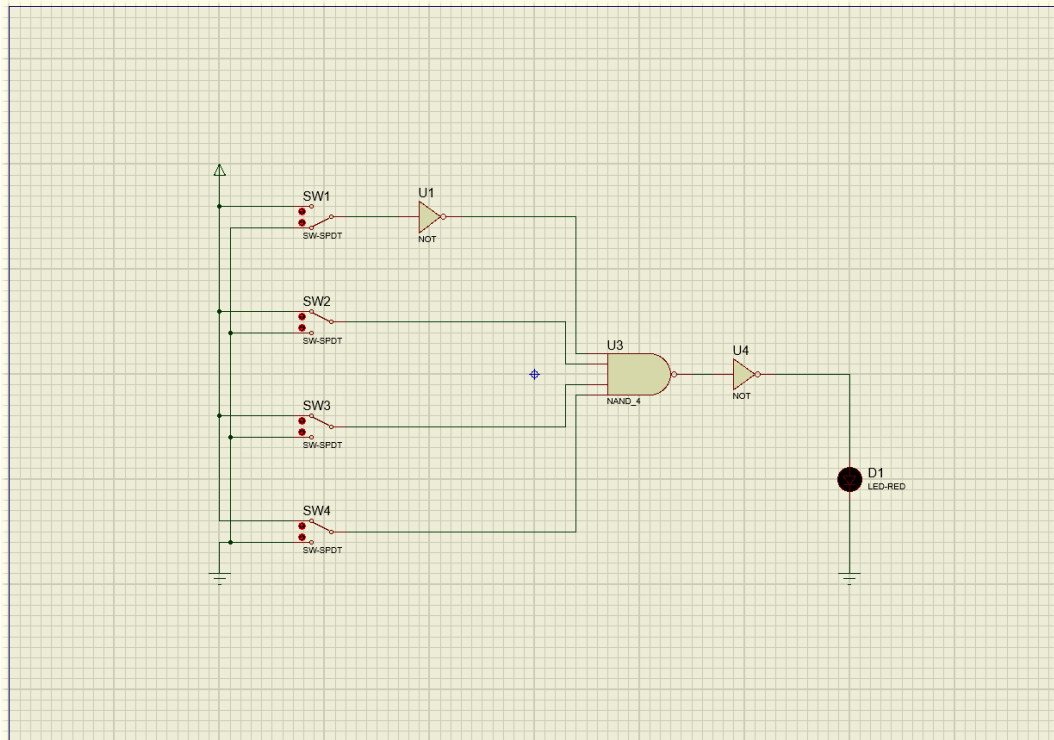 SW1
SW-SPDT
U1
NOT
SW2
SW-SPDT
U3
NAND_4
U4
NOT
SW3
SW-SPDT
D1
LED-RED
SW4
SW-SPDT